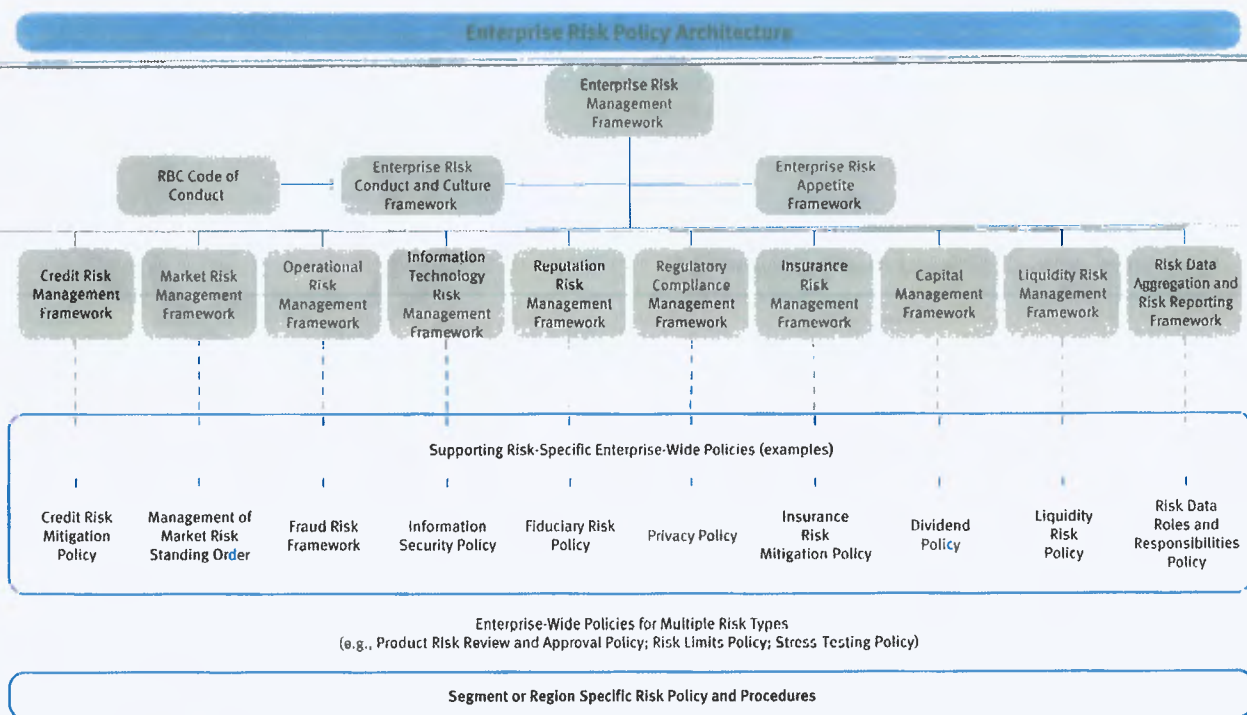 Enterprise Risk Policy Architecture
Enterprise Risk
Management
Framework
RBC Code of
Conduct
Enterprise Risk
Conduct and Culture
Framework
Enterprise Risk
Appetite
Framework
Credit Risk
Management
Framework
Market Risk
Management
Framework
Operational
Risk
Management
Framework
Information
Technology
Risk
Management
Framework
Reputation
Risk
Management
Framework
Regulatory
Compliance
Management
Framework
Insurance
Risk
Management
Framework
Capital
Management
Framework
Liquidity Risk
Management
Framework
Risk Data
Aggregation and
Risk Reporting
Framework
Supporting Risk-Specific Enterprise-Wide Policies (examples)
Credit Risk
Mitigation
Policy
Management of
Market Risk
Standing Order
Fraud Risk
Framework
Information
Security Policy
Fiduciary Risk
Policy
Privacy Policy
Insurance
Risk
Mitigation Policy
Dividend
Policy
Liquidity
Risk
Policy
Risk Data
Roles and
Responsibilities
Policy
Enterprise-Wide Policies for Multiple Risk Types
(e.g., Product Risk Review and Approval Policy; Risk Limits Policy; Stress Testing Policy)
Segment or Region Specific Risk Policy and Procedures